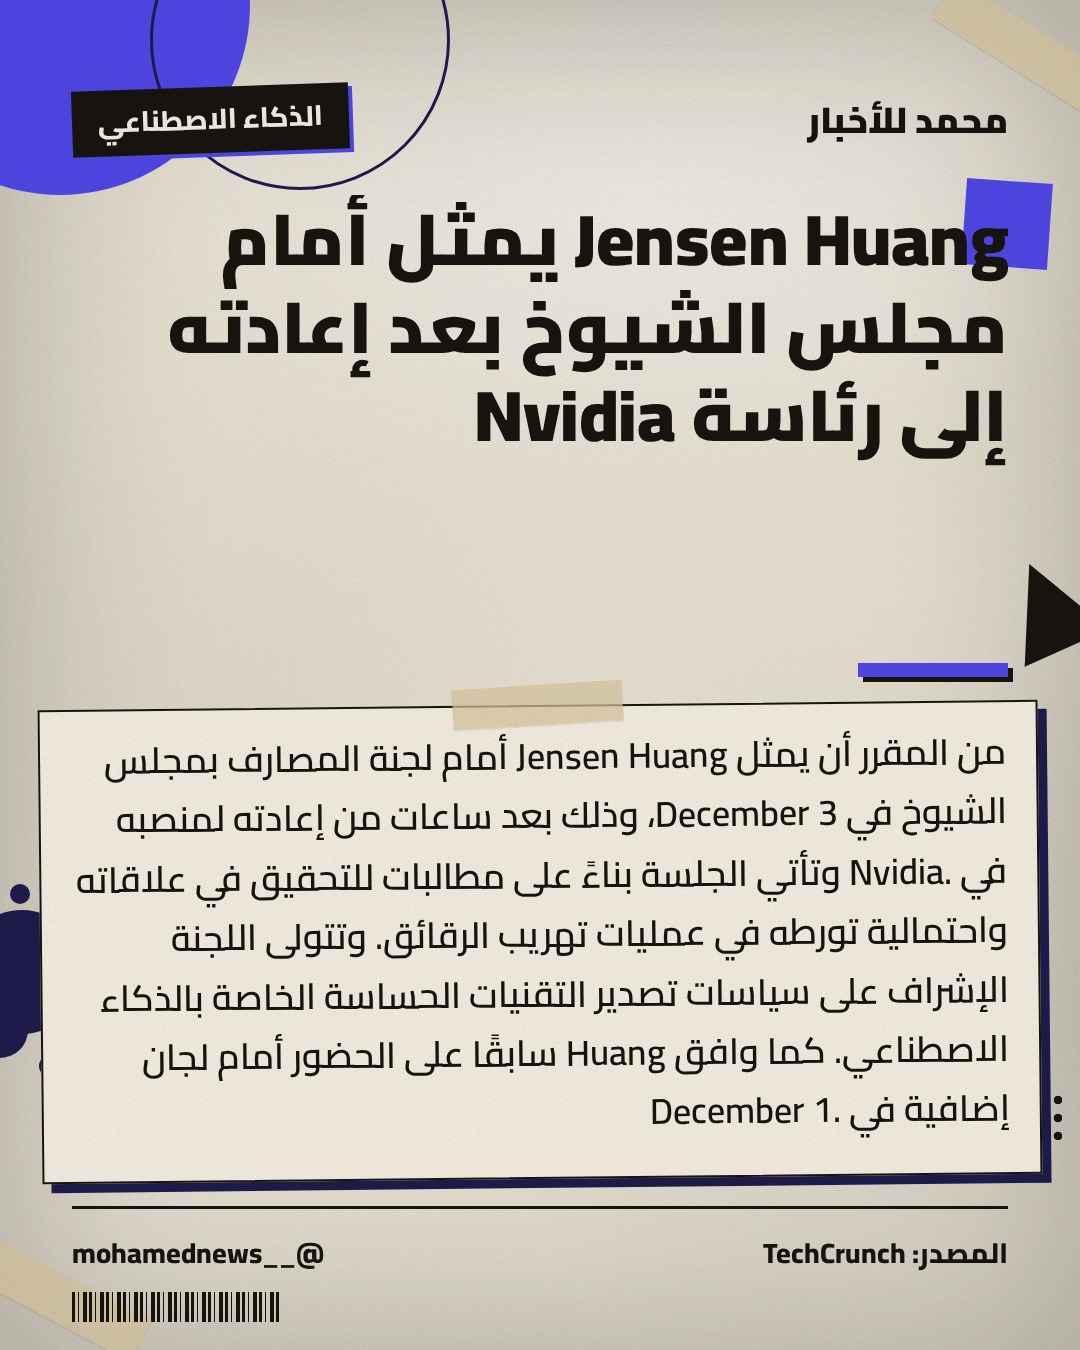 محمد للأخبار
الذكاء الاصطناعي
Jensen Huang يمثل أمام
مجلس الشيوخ بعد إعادته
إلى رئاسة Nvidia
من المقرر أن يمثل Jensen Huang أمام لجنة المصارف بمجلس
الشيوخ في 3 December، وذلك بعد ساعات من إعادته لمنصبه
في .Nvidia وتأتي الجلسة بناءً على مطالبات للتحقيق في علاقاته
واحتمالية تورطه في عمليات تهريب الرقائق. وتتولى اللجنة
الإشراف على سياسات تصدير التقنيات الحساسة الخاصة بالذكاء
الاصطناعي. كما وافق Huang سابقًا على الحضور أمام لجان
إضافية في .1 December
المصدر: TechCrunch
mohamednews__@